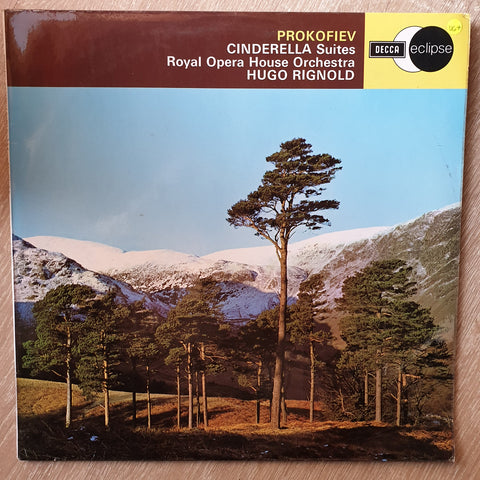 PROKOFIEV
CINDERELLA Suites
Royal Opera House Orchestra
HUGO RIGNOLD
DECCA eclipse